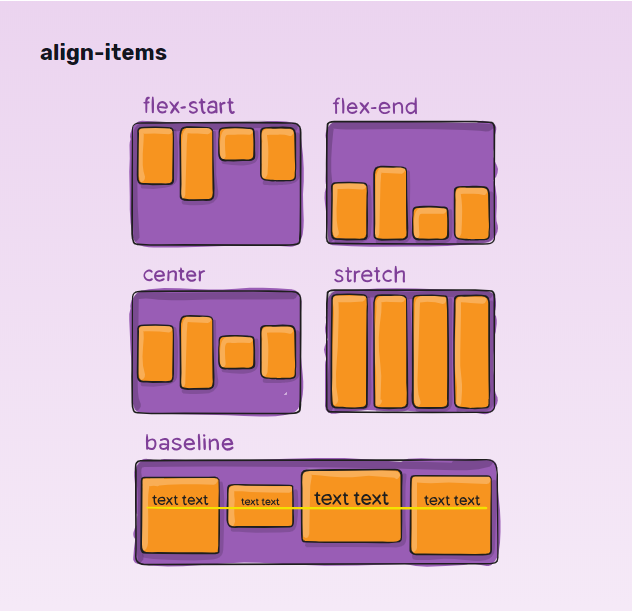 align-items
flex-start
flex-end
center
stretch
baseline
text text
text text
text text
text text